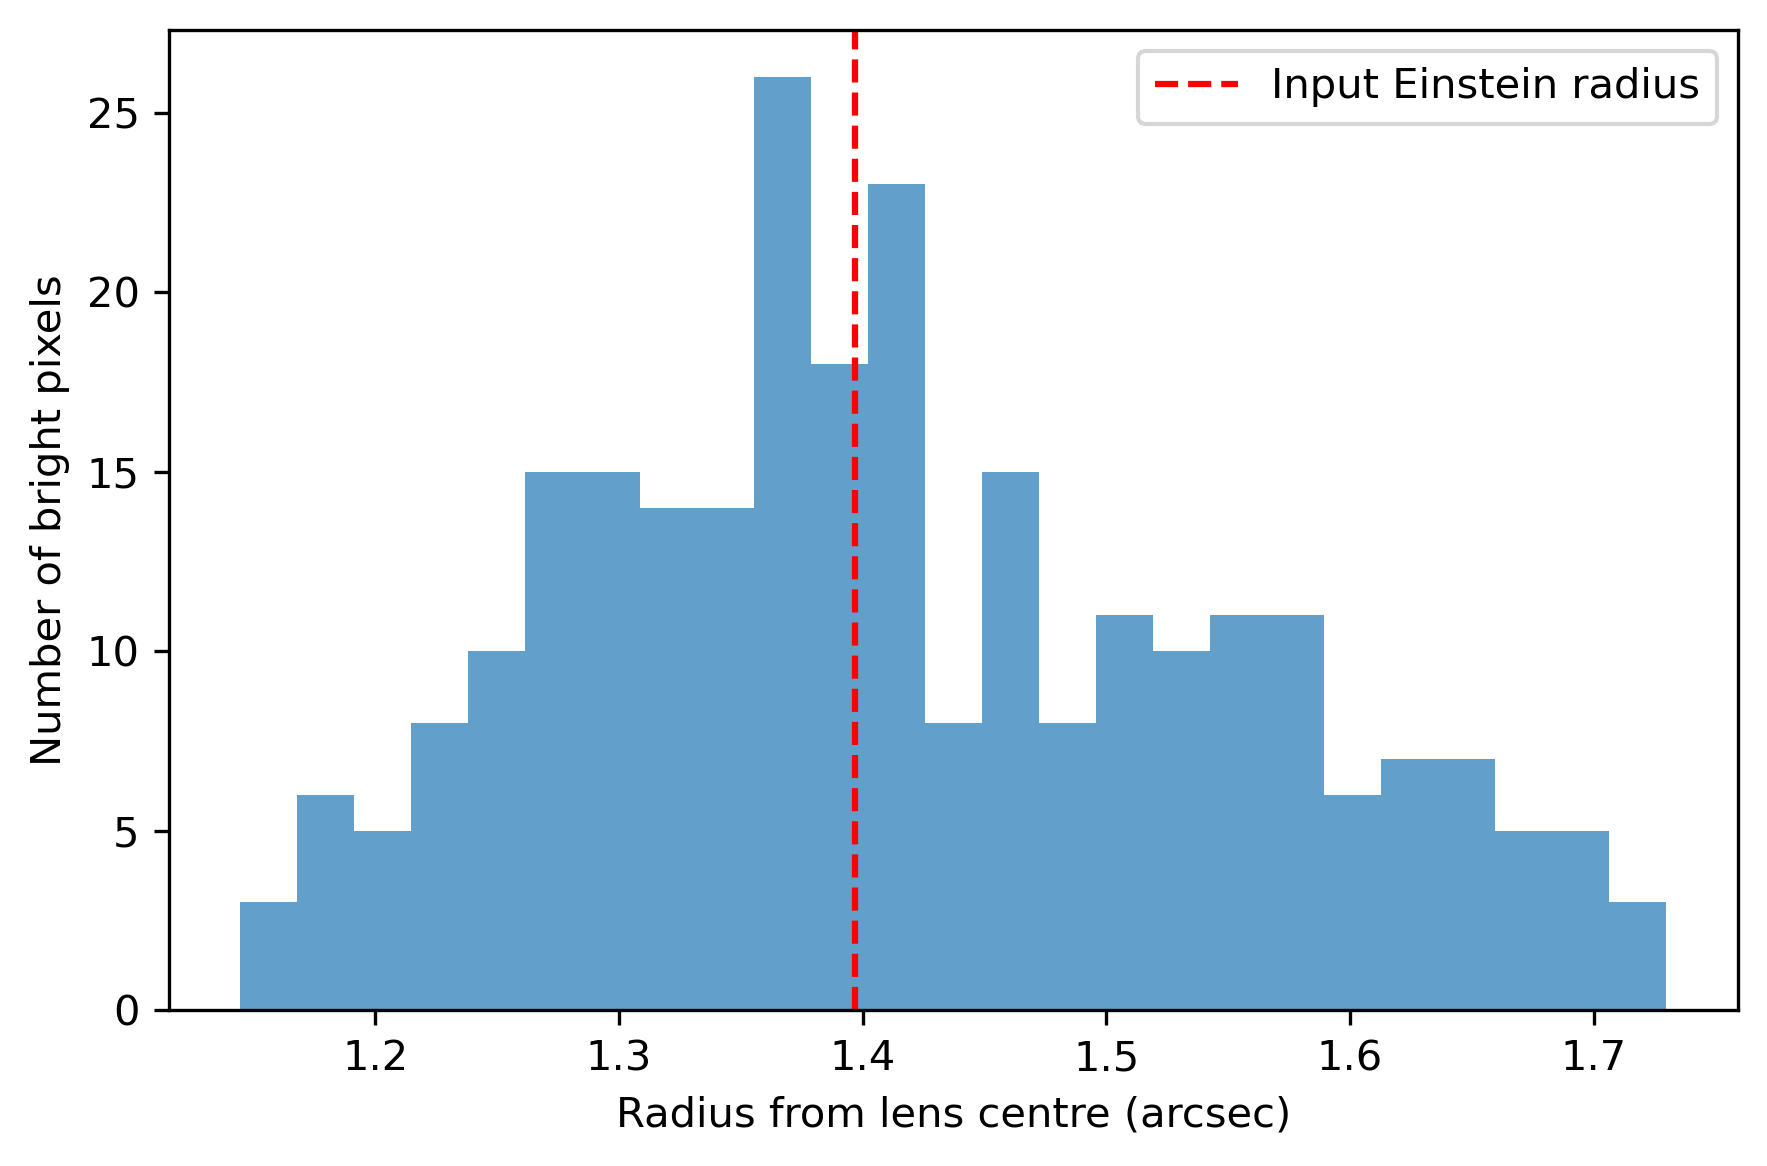 Input Einstein radius
Number of bright pixels
25
20
15
10
5
0
1.2 1.3 1.4 1.5 1.6 1.7
Radius from lens centre (arcsec)